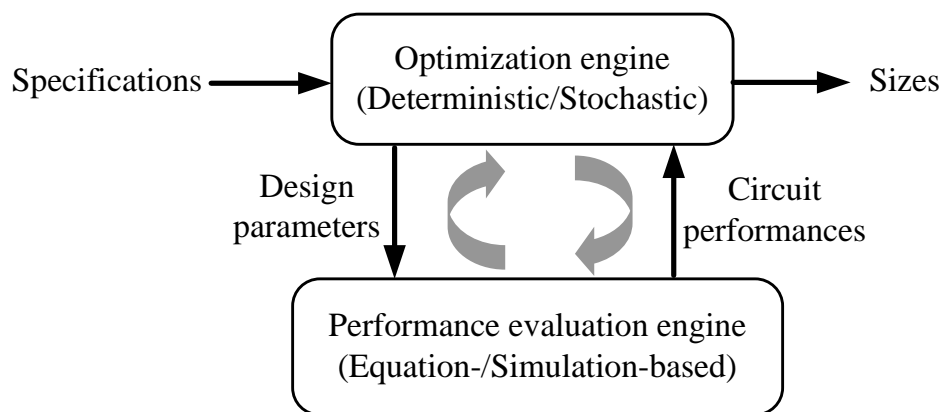 Specifications
Optimization engine
(Deterministic/Stochastic)
Sizes
Design
parameters
Circuit
performances
Performance evaluation engine
(Equation-/Simulation-based)